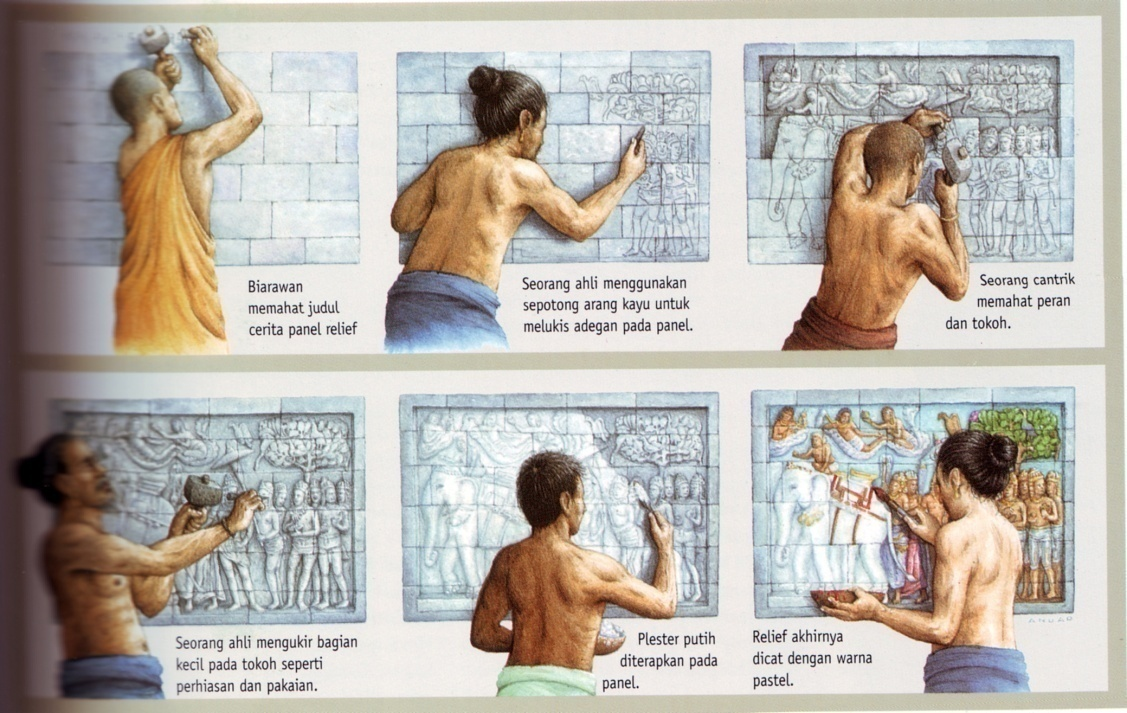 Biarawan
memahat judul
cerita panel relief
Seorang ahli menggunakan
sepotong arang kayu untuk
melukis adegan pada panel.
Seorang cantrik
memahat peran
dan tokoh.
Seorang ahli mengukir bagian
kecil pada tokoh seperti
perhiasan dan pakaian.
Plester putih
diterapkan pada
panel.
Relief akhirnya
dicat dengan warna
pastel.